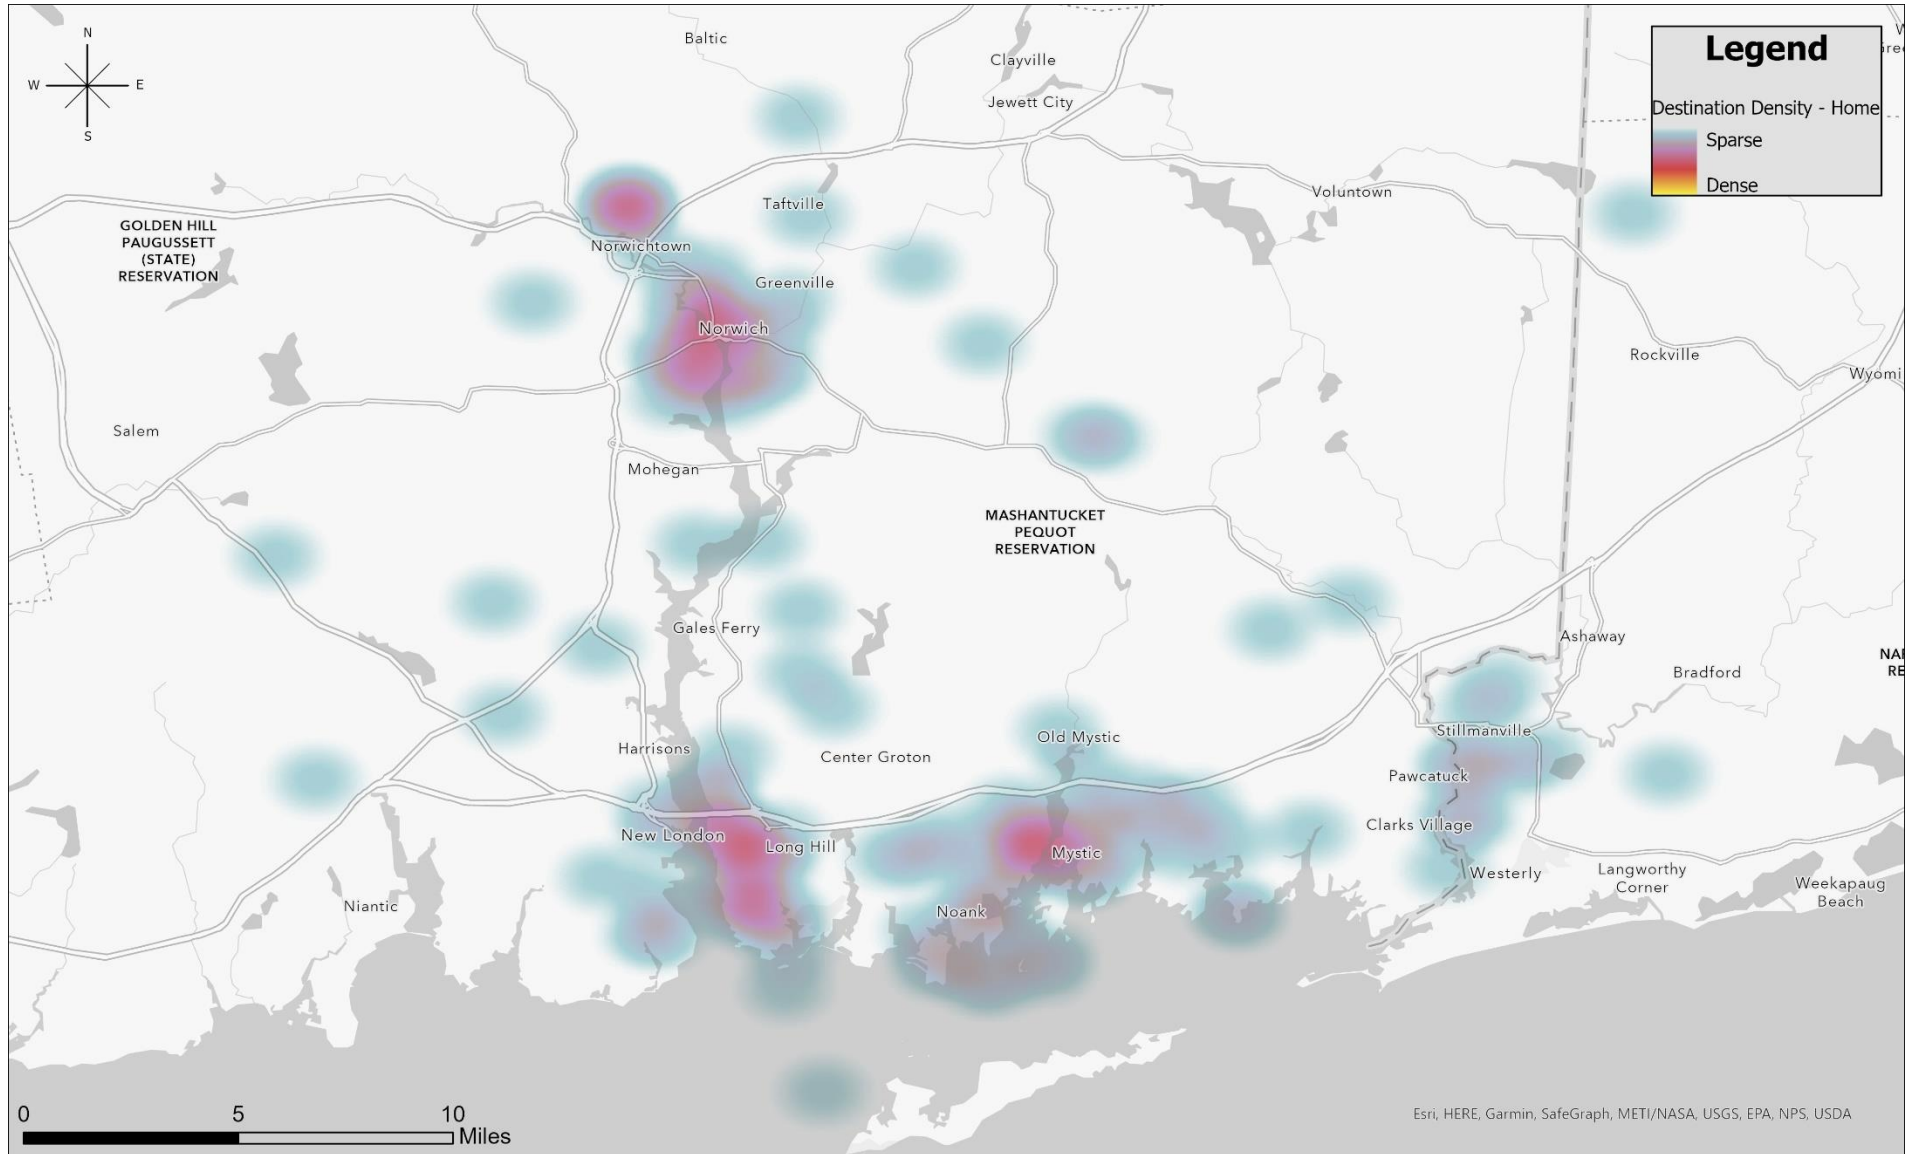 N
W
E
S
Baltic
Clayville
Jewett City
Legend
Destination Density - Home
Sparse
Dense
Taftville
Voluntown
GOLDEN HILL
PAUGUSSETT
(STATE)
RESERVATION
Norwichtown
Greenville
Norwich
Rockville
Wyomi
Salem
Mohegan
MASHANTUCKET
PEQUOT
RESERVATION
Gales Ferry
Ashaway
Bradford
Harrisons
Center Groton
Old Mystic
Stillmanville
Pawcatuck
New London
Long Hill
Mystic
Clarks Village
Westerly
Langworthy
Corner
Weekapaug
Beach
Niantic
Noank
0 5 10
Miles
Esri, HERE, Garmin, SafeGraph, METI/NASA, USGS, EPA, NPS, USDA